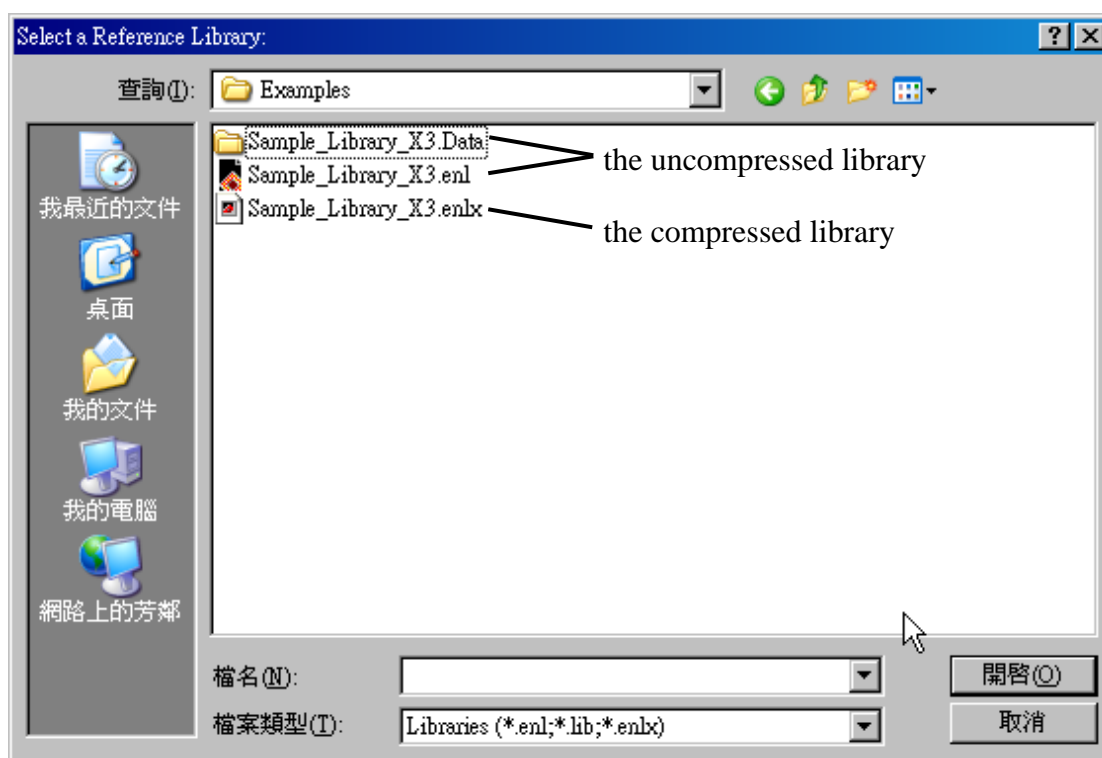 Select a Reference Library:
查詢(I):
Examples
Sample_Library_X3.Data
Sample_Library_X3.enl
Sample_Library_X3.enlx
the uncompressed library
the compressed library
我最近的文件
桌面
我的文件
我的電腦
網路上的芳鄰
檔名(N):
檔案類型(T):
Libraries (*.enl;*.lib;*.enlx)
開啓(O)
取消